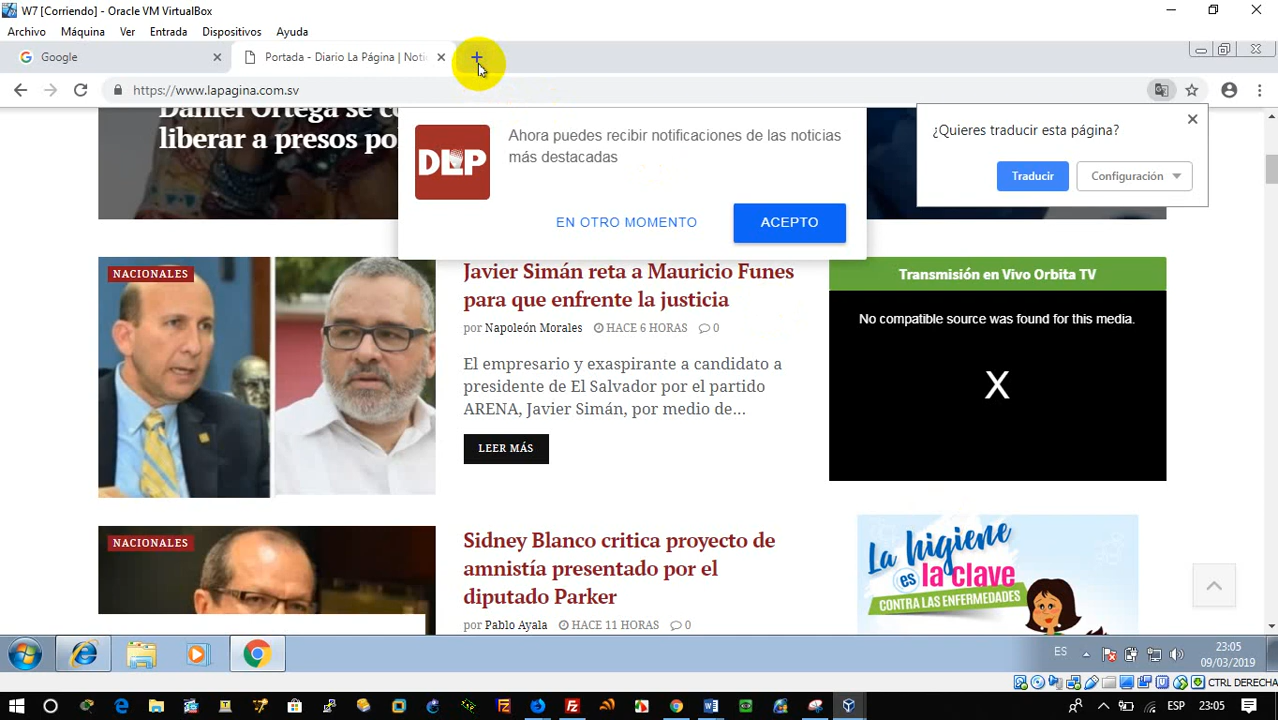 W7 [Corriendo] - Oracle VM VirtualBox
Archivo Máquina Ver Entrada Dispositivos Ayuda
Google
Portada - Diario La Página | Noti
https://www.lapagina.com.sv
Daniel Ortega se co
liberar a presos po
DLP
Ahora puedes recibir notificaciones de las noticias
más destacadas
EN OTRO MOMENTO
ACEPTO
¿Quieres traducir esta página?
Traducir
Configuración
NACIONALES
Javier Simán reta a Mauricio Funes
para que enfrente la justicia
por Napoleón Morales HACE 6 HORAS 0
El empresario y exaspirante a candidato a
presidente de El Salvador por el partido
ARENA, Javier Simán, por medio de...
LEER MÁS
Transmisión en Vivo Orbita TV
No compatible source was found for this media.
X
NACIONALES
Sidney Blanco critica proyecto de
amnistía presentado por el
diputado Parker
por Pablo Ayala HACE 11 HORAS 0
La higiene
es la clave
CONTRA LAS ENFERMEDADES
ES
23:05
09/03/2019
CTRL DERECHA
ESP 23:05